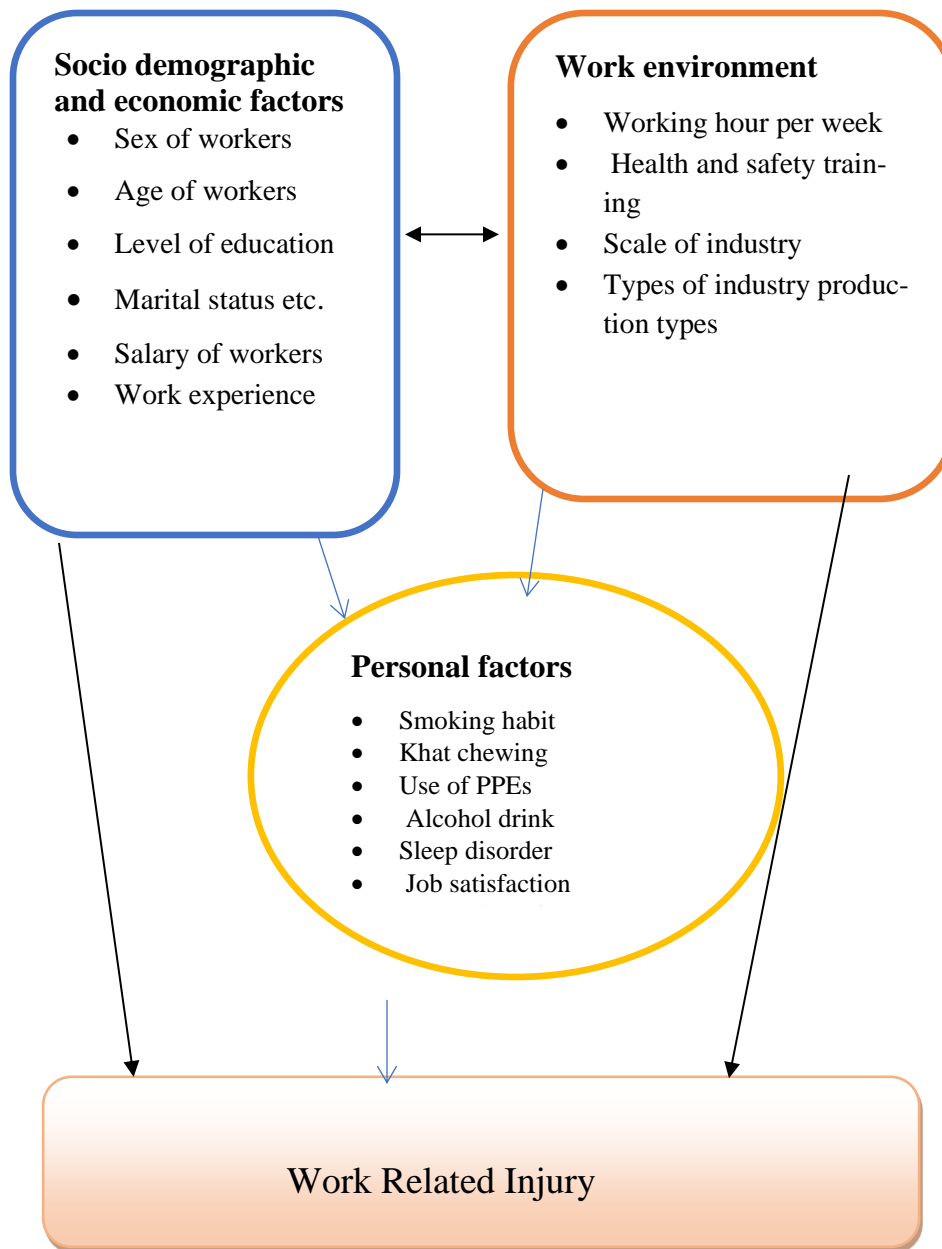 Socio demographic
and economic factors
• Sex of workers
• Age of workers
• Level of education
• Marital status etc.
• Salary of workers
• Work experience
Work environment
• Working hour per week
• Health and safety train-
ing
• Scale of industry
• Types of industry produc-
tion types
Personal factors
• Smoking habit
• Khat chewing
• Use of PPEs
• Alcohol drink
• Sleep disorder
• Job satisfaction
Work Related Injury